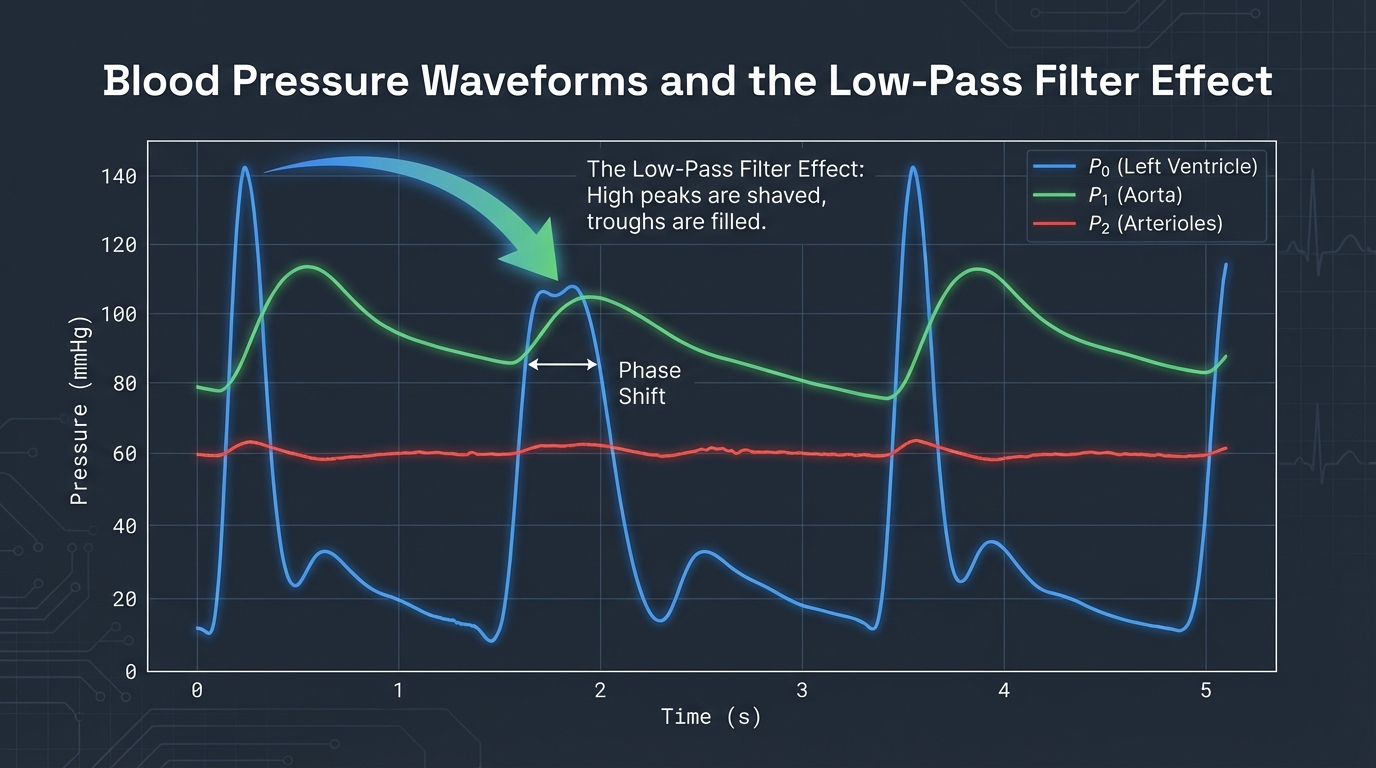 Blood Pressure Waveforms and the Low-Pass Filter Effect
The Low-Pass Filter Effect:
High peaks are shaved,
troughs are filled.
P₀ (Left Ventricle)
P₁ (Aorta)
P₂ (Arterioles)
Phase
Shift
Pressure (mmHg)
140
120
100
80
60
40
20
0
0 1 2 3 4 5
Time (s)